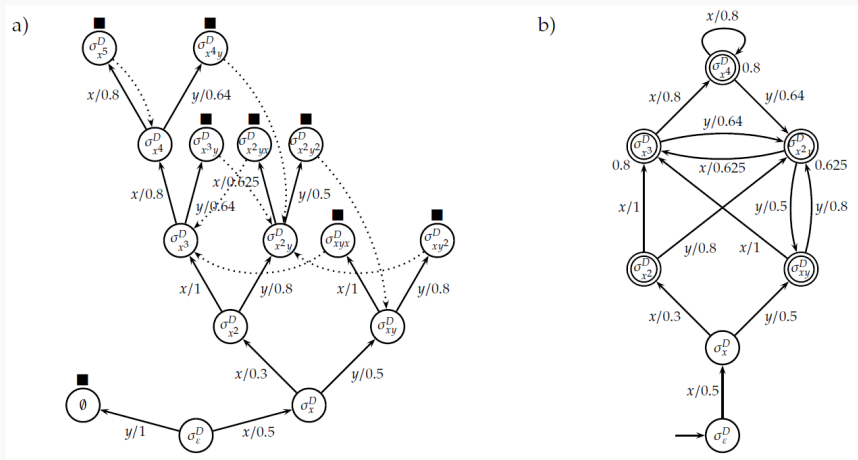 a)
σ^D_{x^5}
σ^D_{x^4y}
x/0.8
y/0.64
σ^D_{x^4}
σ^D_{x^3y}
σ^D_{x^2yx}
σ^D_{x^2y^2}
x/0.8
y/0.64
x/0.625
y/0.5
σ^D_{x^3}
σ^D_{x^2y}
σ^D_{xyx}
σ^D_{xy^2}
x/1
y/0.8
x/1
y/0.8
σ^D_{x^2}
σ^D_{xy}
x/0.3
y/0.5
∅
σ^D_x
y/1
x/0.5
σ^D_ε
b)
x/0.8
σ^D_{x^4}
0.8
x/0.8
y/0.64
y/0.64
σ^D_{x^3}
σ^D_{x^2y}
0.8
x/0.625
0.625
x/1
y/0.5
y/0.8
y/0.8
x/1
σ^D_{x^2}
σ^D_{xy}
x/0.3
y/0.5
σ^D_x
x/0.5
σ^D_ε